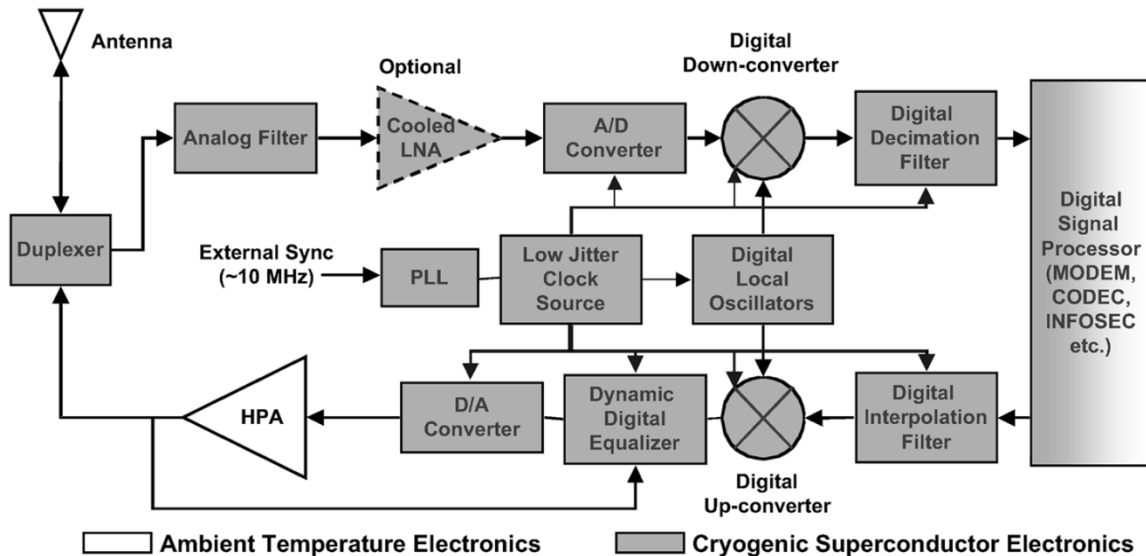 Antenna
Optional
Digital
Down-converter
Analog Filter
Cooled
LNA
A/D
Converter
Digital
Decimation
Filter
Duplexer
External Sync
(~10 MHz)
PLL
Low Jitter
Clock
Source
Digital
Local
Oscillators
Digital
Signal
Processor
(MODEM,
CODEC,
INFOSEC
etc.)
HPA
D/A
Converter
Dynamic
Digital
Equalizer
Digital
Interpolation
Filter
Digital
Up-converter
Ambient Temperature Electronics
Cryogenic Superconductor Electronics